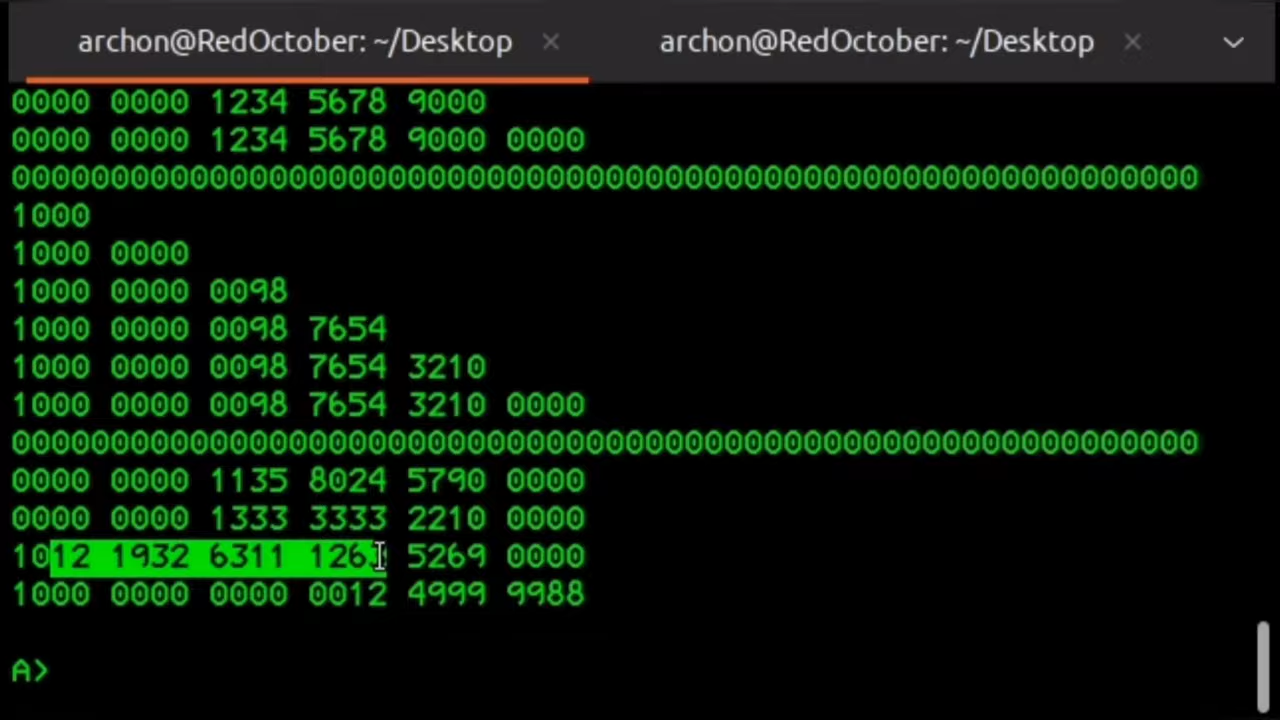 archon@RedOctober: ~/Desktop × archon@RedOctober: ~/Desktop ×
0000 0000 1234 5678 9000
0000 0000 1234 5678 9000 0000
000000000000000000000000000000000000000000000000000000000000
1000
1000 0000
1000 0000 0098
1000 0000 0098 7654
1000 0000 0098 7654 3210
1000 0000 0098 7654 3210 0000
000000000000000000000000000000000000000000000000000000000000
0000 0000 1135 8024 5790 0000
0000 0000 1333 3333 2210 0000
1012 1932 6311 1263 5269 0000
1000 0000 0000 0012 4999 9988
A>